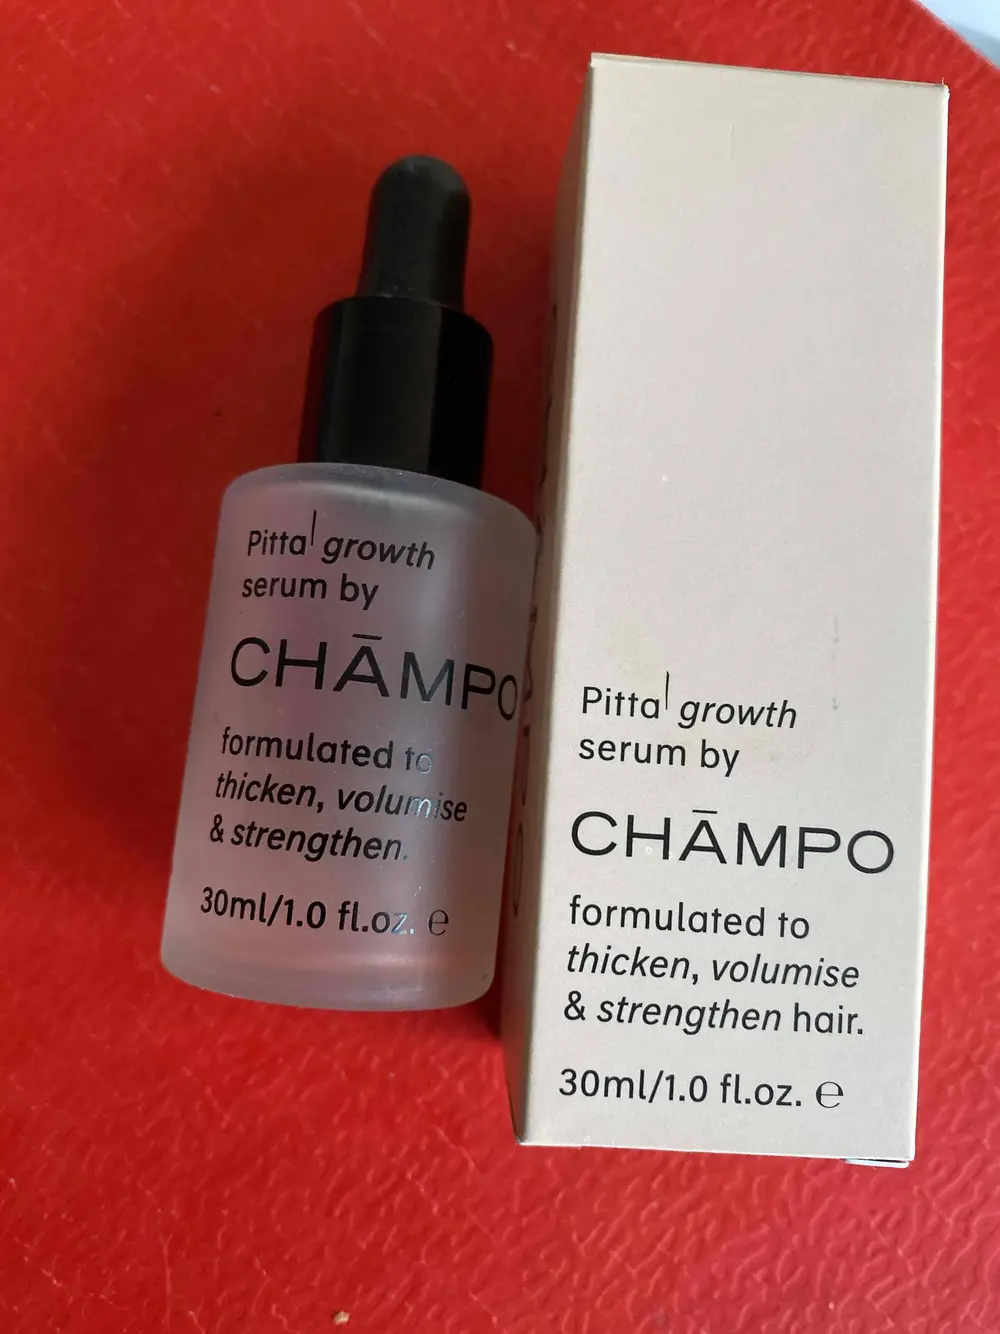 Pitta growth
serum by
CHĀMPO
formulated to
thicken, volumise
& strengthen.
30ml/1.0 fl.oz. ℮
Pitta growth
serum by
CHĀMPO
formulated to
thicken, volumise
& strengthen hair.
30ml/1.0 fl.oz. ℮